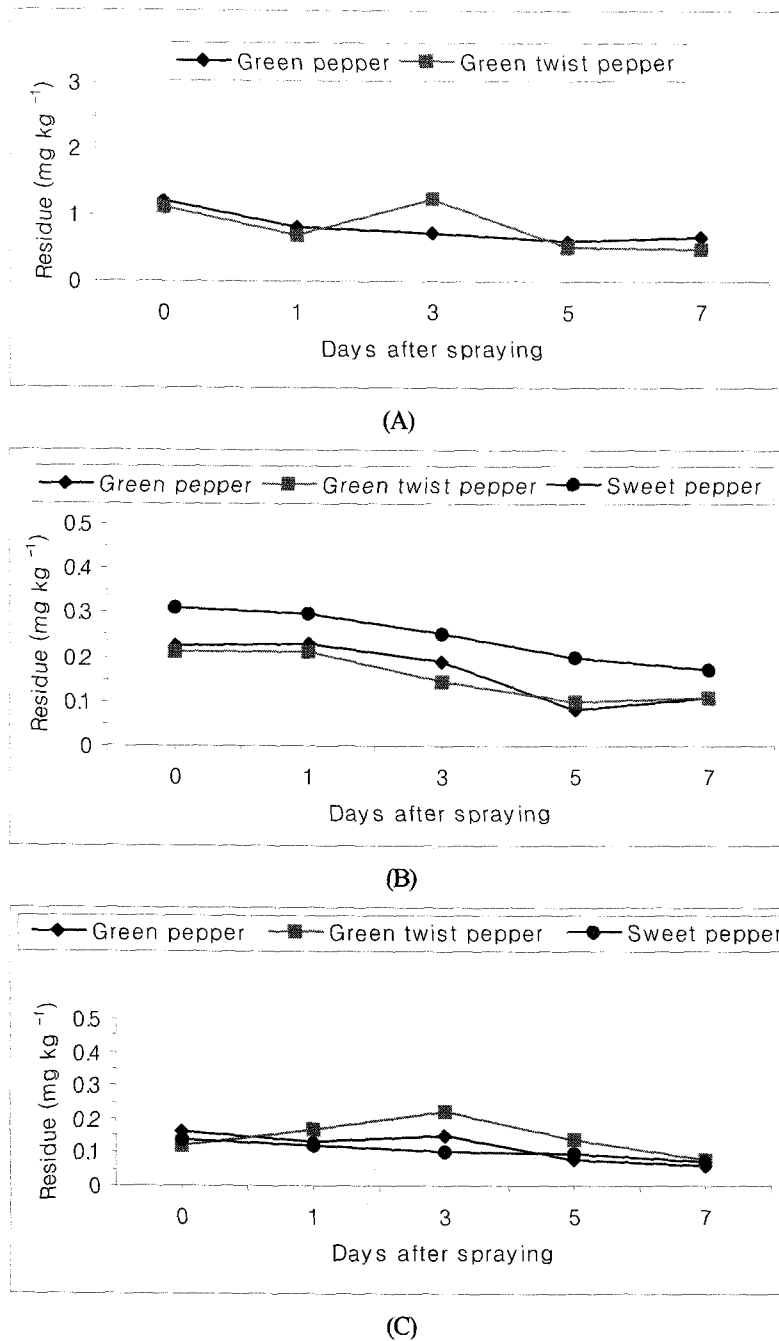 Green pepper Green twist pepper
3
2
1
0
Residue (mg kg⁻¹)
0 1 3 5 7
Days after spraying
(A)
Green pepper Green twist pepper Sweet pepper
0.5
0.4
0.3
0.2
0.1
0
Residue (mg kg⁻¹)
0 1 3 5 7
Days after spraying
(B)
Green pepper Green twist pepper Sweet pepper
0.5
0.4
0.3
0.2
0.1
0
Residue (mg kg⁻¹)
0 1 3 5 7
Days after spraying
(C)